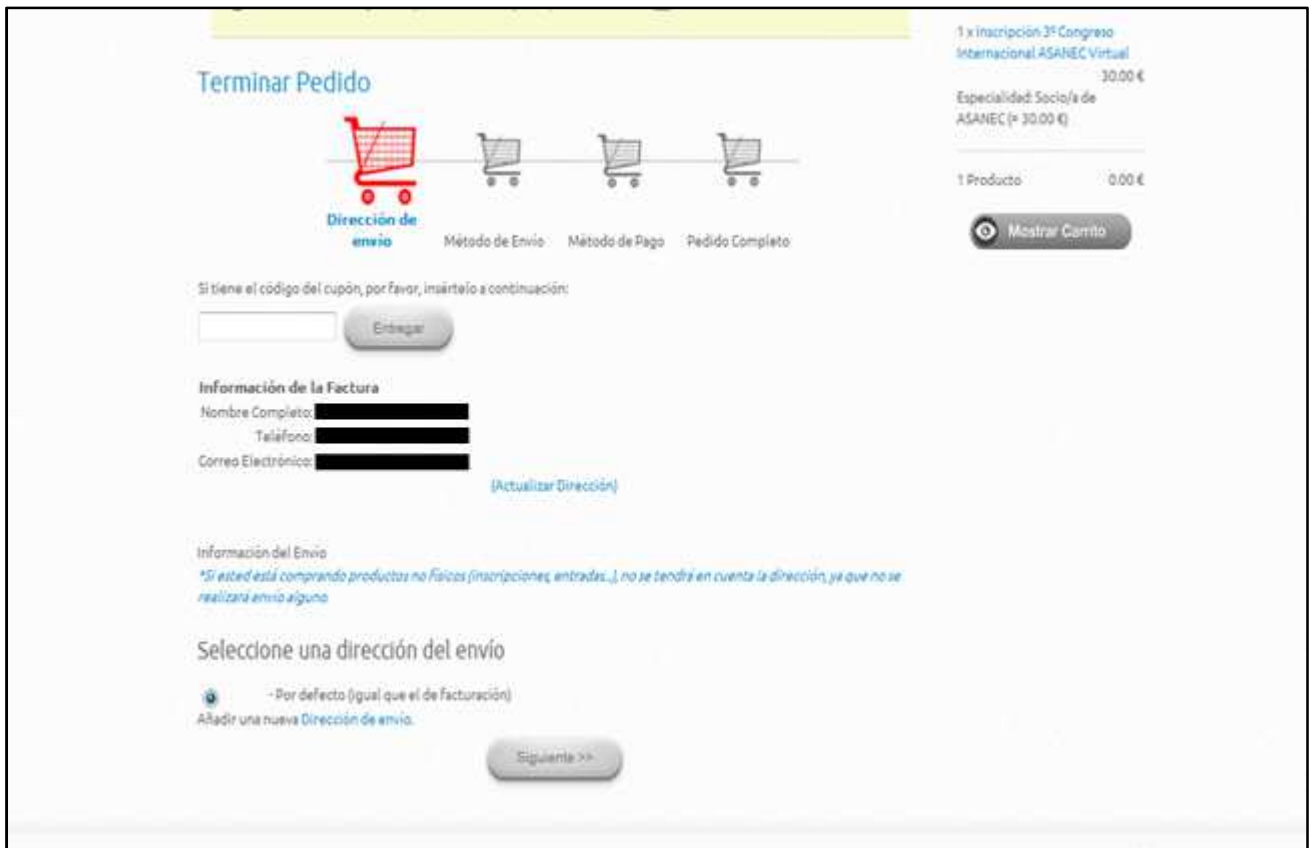 Terminar Pedido
Dirección de
envío
Método de Envio
Método de Pago
Pedido Completo
Si tiene el código del cupón, por favor, insértelo a continuación:
Entregar
Información de la Factura
Nombre Completo:
Teléfono:
Correo Electrónico:
(Actualizar Dirección)
Información del Envio
*Si ested está comprando productos no físicos (inscripciones, entradas...), no se tendrá en cuenta la dirección, ya que no se
realizará envío alguno
Seleccione una dirección del envío
- Por defecto (igual que el de facturación)
Añadir una nueva Dirección de envío.
Siguiente >>
1 x Inscripción 3º Congreso
Internacional ASANEC Virtual
30.00 €
Especialidad: Socio/a de
ASANEC (= 30.00 €)
1 Producto 0.00 €
Mostrar Carrito